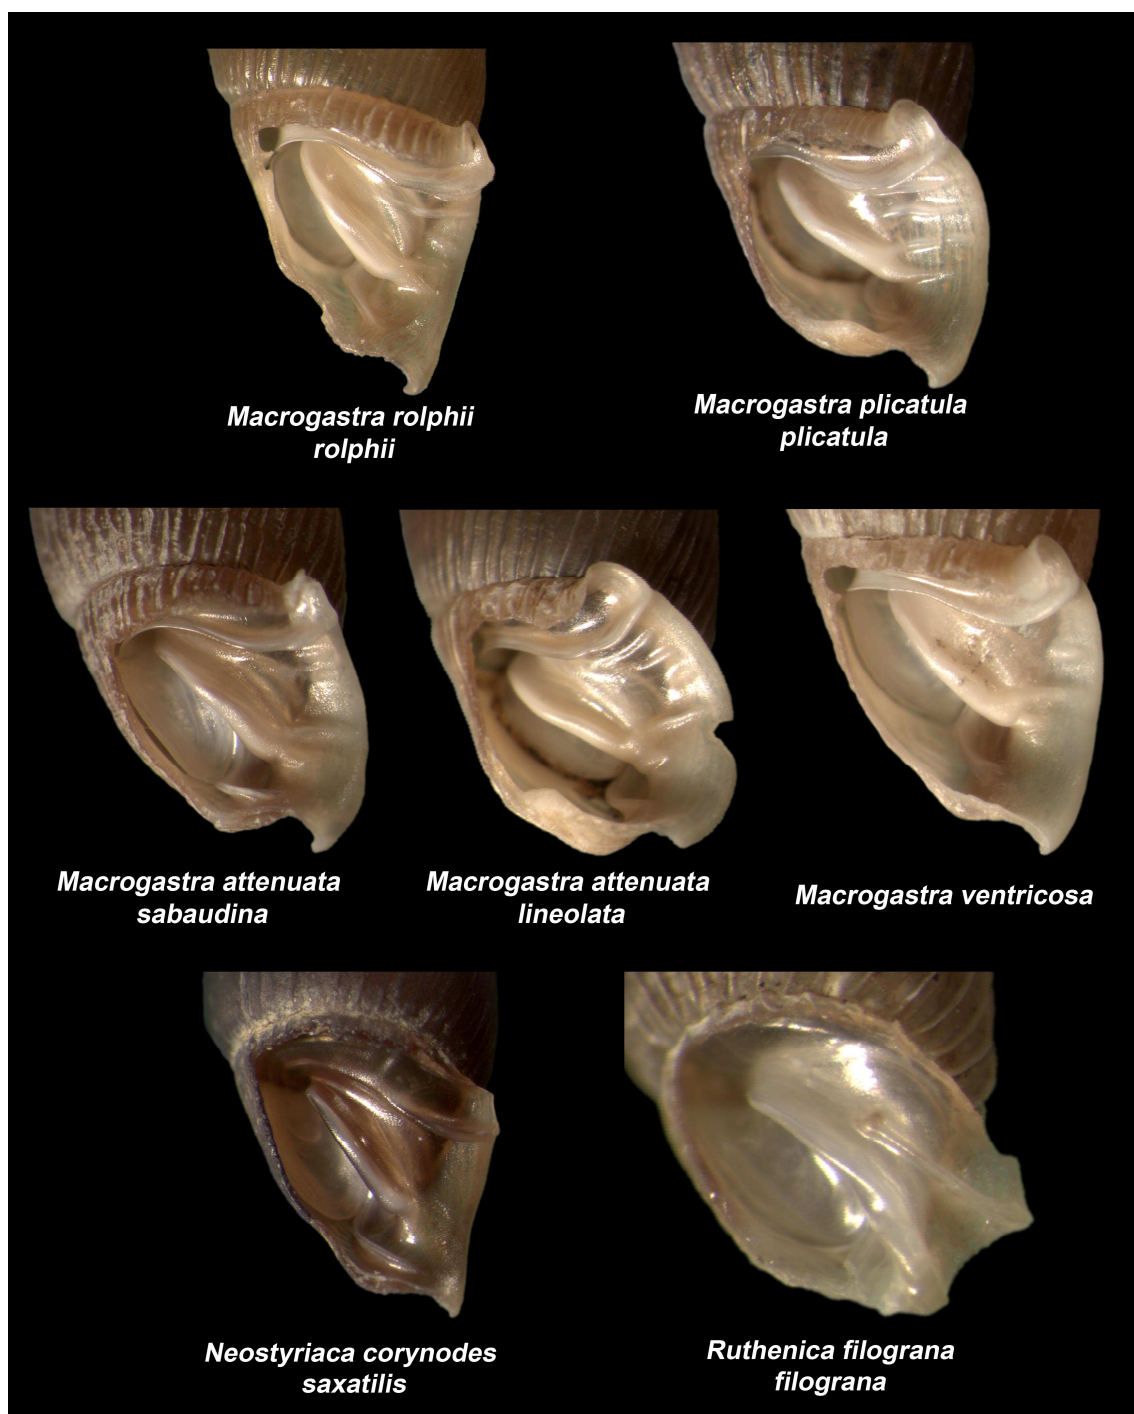 Macrogastra rolphii
rolphii
Macrogastra plicatula
plicatula
Macrogastra attenuata
sabaudina
Macrogastra attenuata
lineolata
Macrogastra ventricosa
Neostyriaca corynodes
saxatilis
Ruthenica filograna
filograna